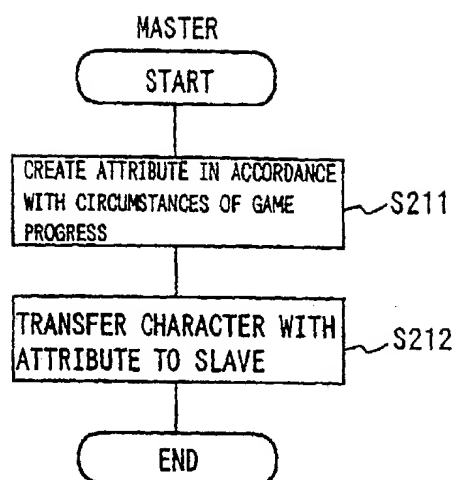 MASTER
START
CREATE ATTRIBUTE IN ACCORDANCE
WITH CIRCUMSTANCES OF GAME
PROGRESS
S211
TRANSFER CHARACTER WITH
ATTRIBUTE TO SLAVE
S212
END